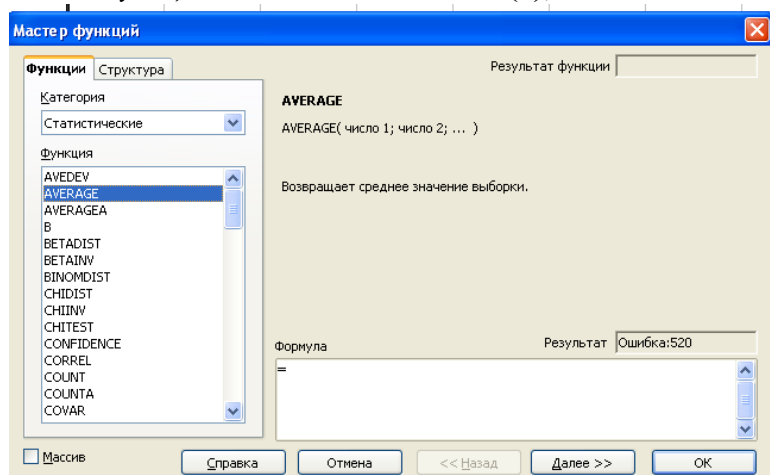 Мастер функций
Функции Структура
Результат функции
Категория
Статистические
Функция
AVEDEV
AVERAGE
AVERAGEA
B
BETADIST
BETAINV
BINOMDIST
CHIDIST
CHIINV
CHITEST
CONFIDENCE
CORREL
COUNT
COUNTA
COVAR
AVERAGE
AVERAGE( число 1; число 2; ... )
Возвращает среднее значение выборки.
Формула
Результат Ошибка:520
=
Массив
Справка
Отмена
<< Назад
Далее >>
OK